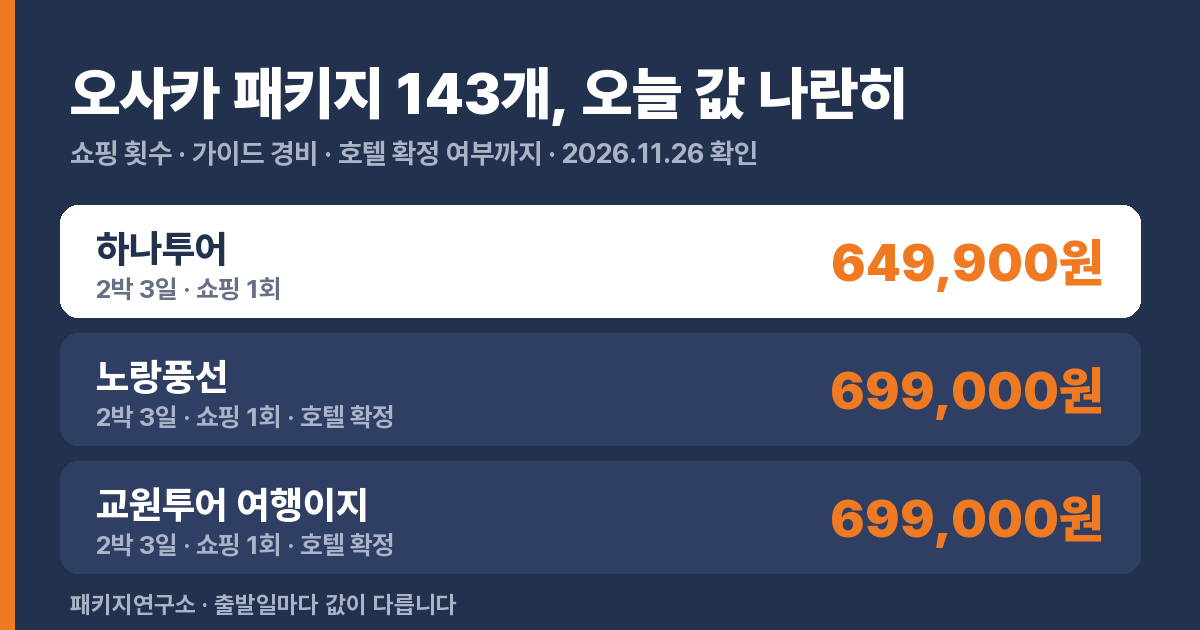 오사카 패키지 143개, 오늘 값 나란히
쇼핑 횟수 · 가이드 경비 · 호텔 확정 여부까지 · 2026.11.26 확인
하나투어
649,900원
2박 3일 · 쇼핑 1회
노랑풍선
699,000원
2박 3일 · 쇼핑 1회 · 호텔 확정
교원투어 여행이지
699,000원
2박 3일 · 쇼핑 1회 · 호텔 확정
패키지연구소 · 출발일마다 값이 다릅니다